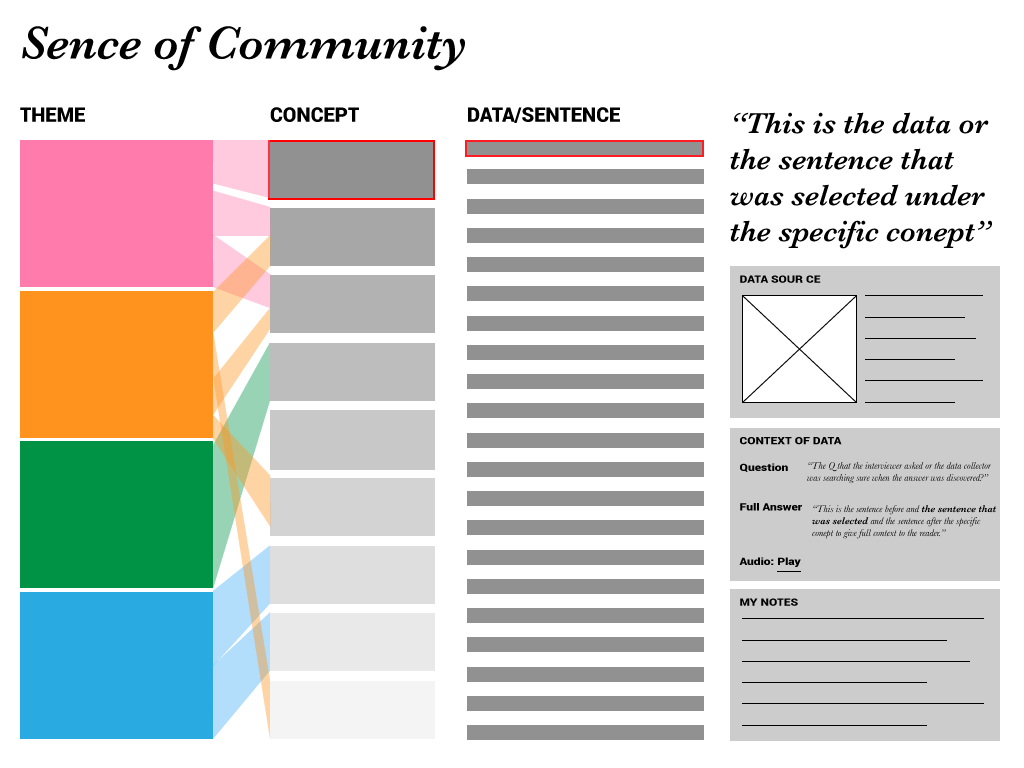 Sence of Community
THEME
CONCEPT
DATA/SENTENCE
“This is the data or
the sentence that
was selected under
the specific conept”
DATA SOUR CE
CONTEXT OF DATA
Question
“The Q that the interviewer asked or the data collector
was searching sure when the answer was discovered?”
Full Answer
“This is the sentence before and the sentence that
was selected and the sentence after the specific
conept to give full context to the reader.”
Audio: Play
MY NOTES